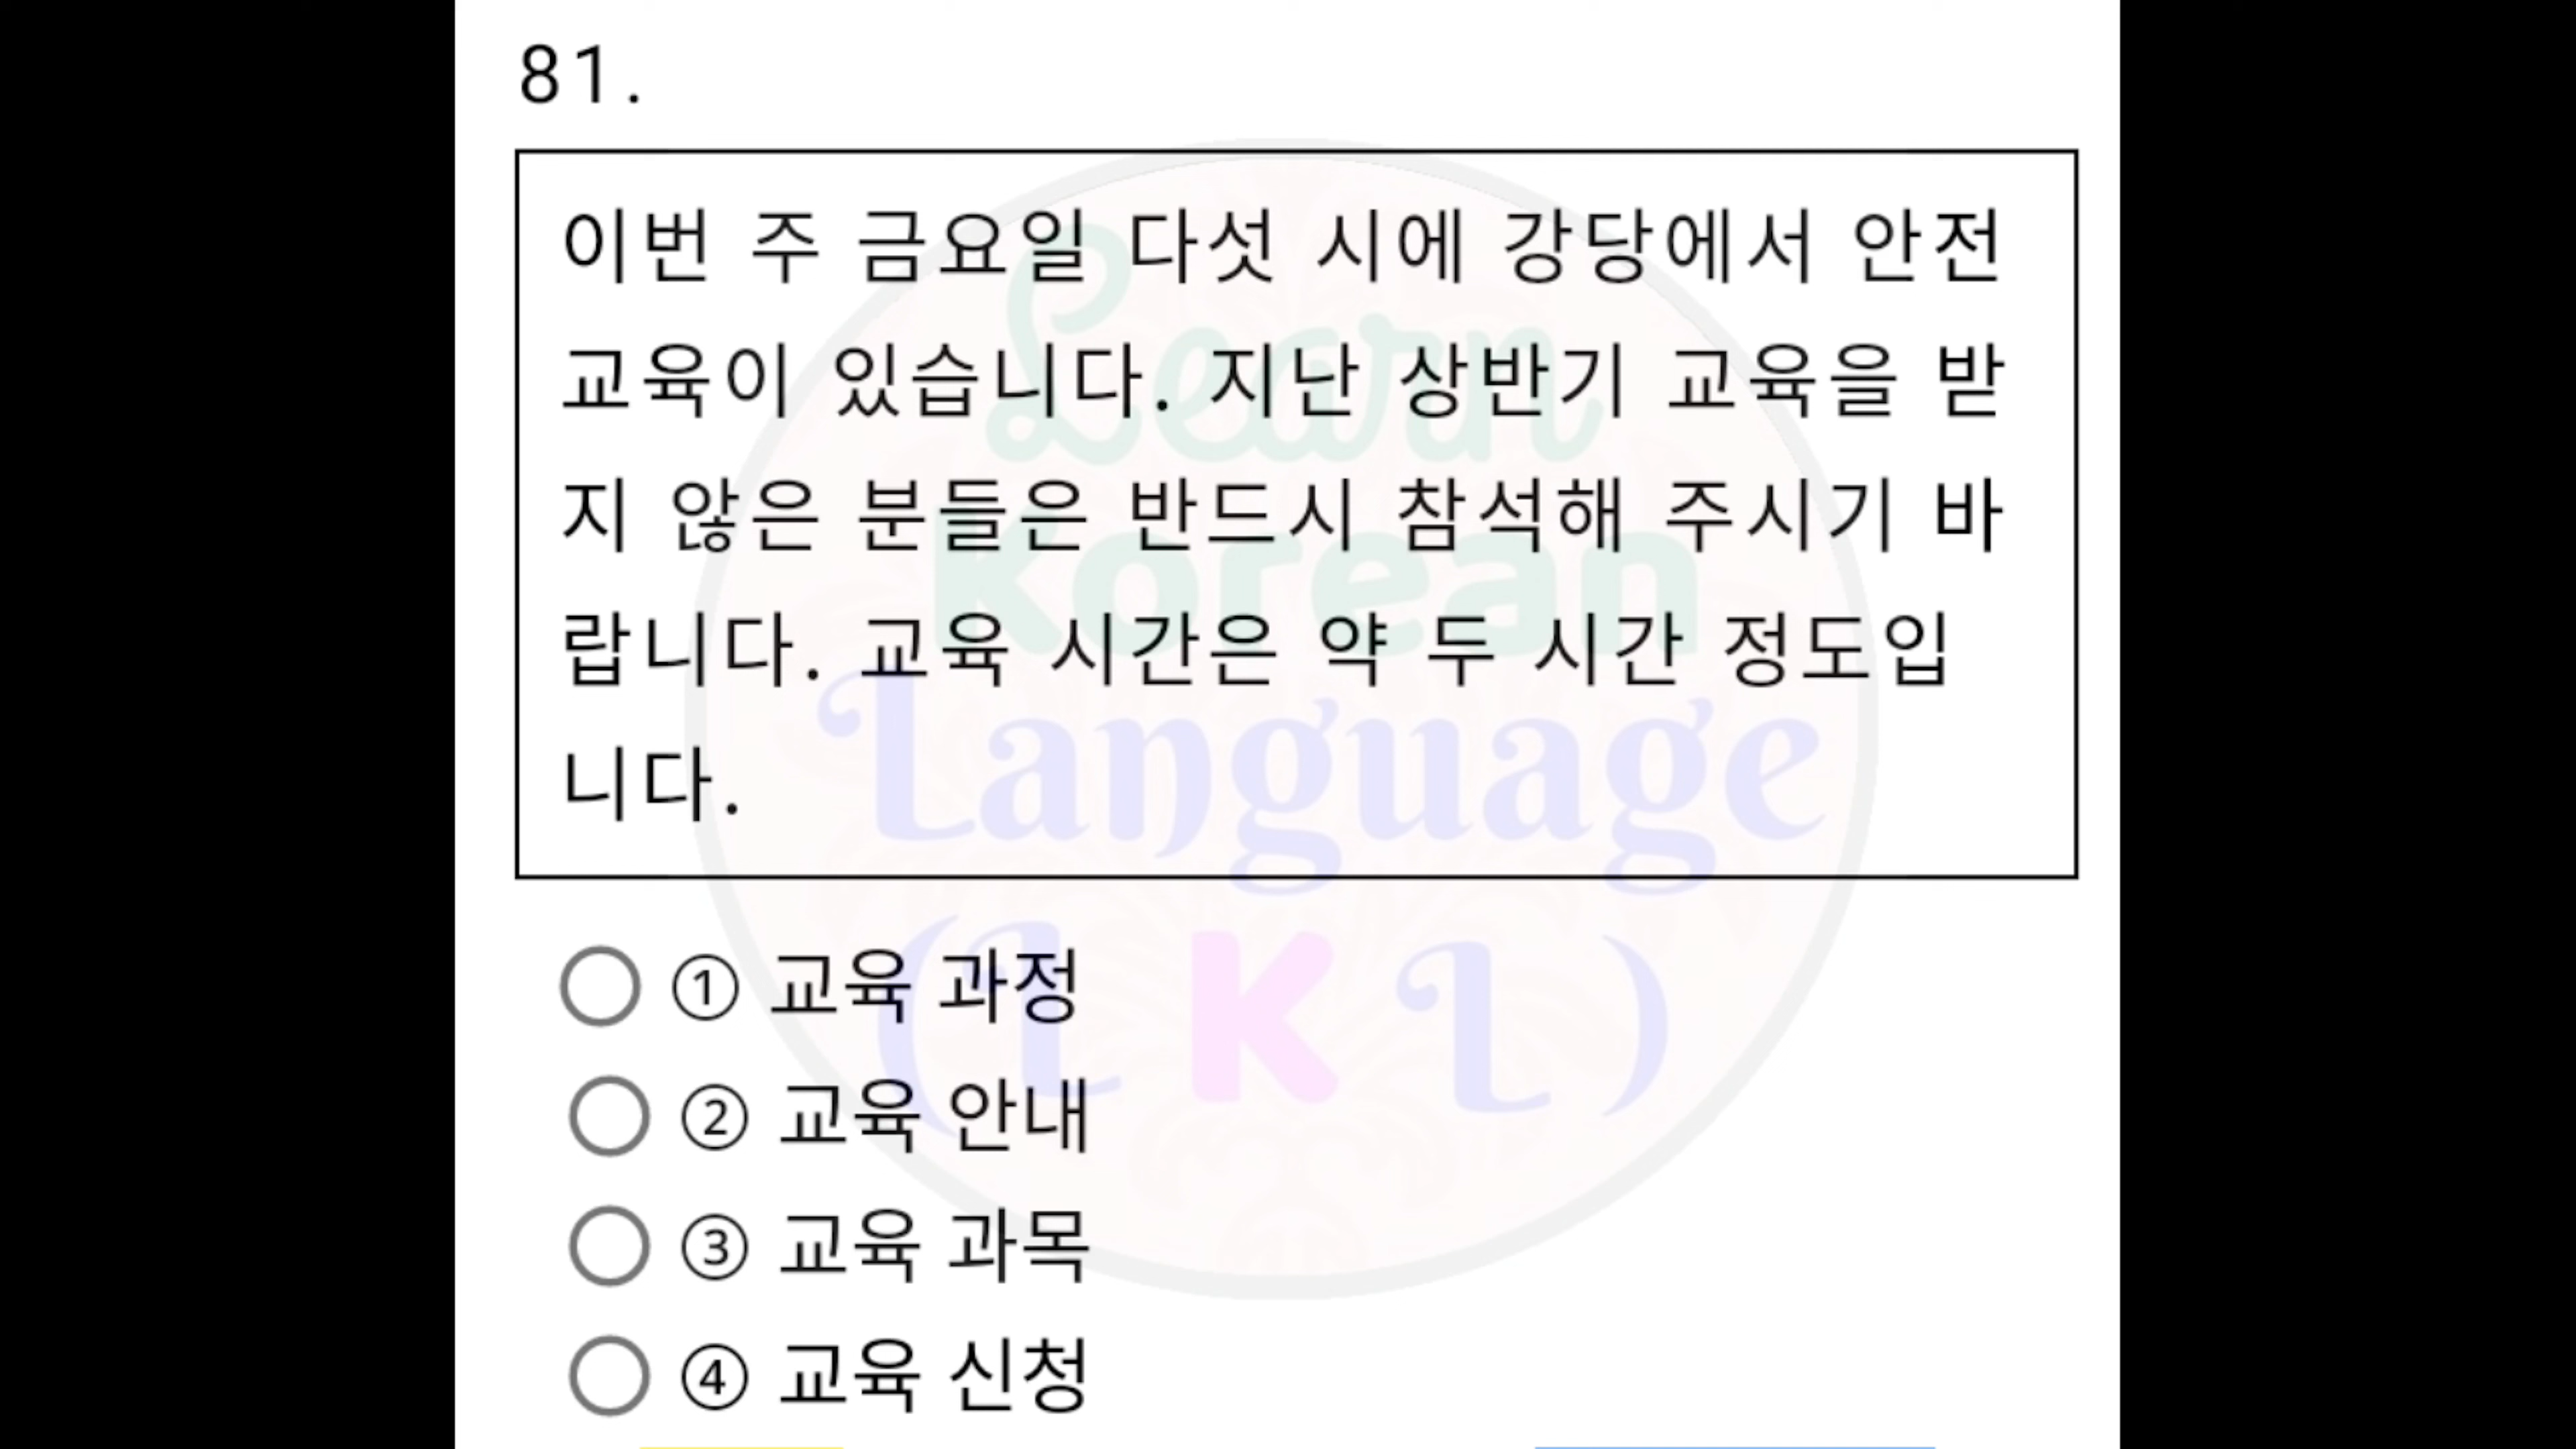 81.
이번 주 금요일 다섯 시에 강당에서 안전
교육이 있습니다. 지난 상반기 교육을 받
지 않은 분들은 반드시 참석해 주시기 바
랍니다. 교육 시간은 약 두 시간 정도입
니다.
Learn
Korean
Language
(L K L)
① 교육 과정
② 교육 안내
③ 교육 과목
④ 교육 신청